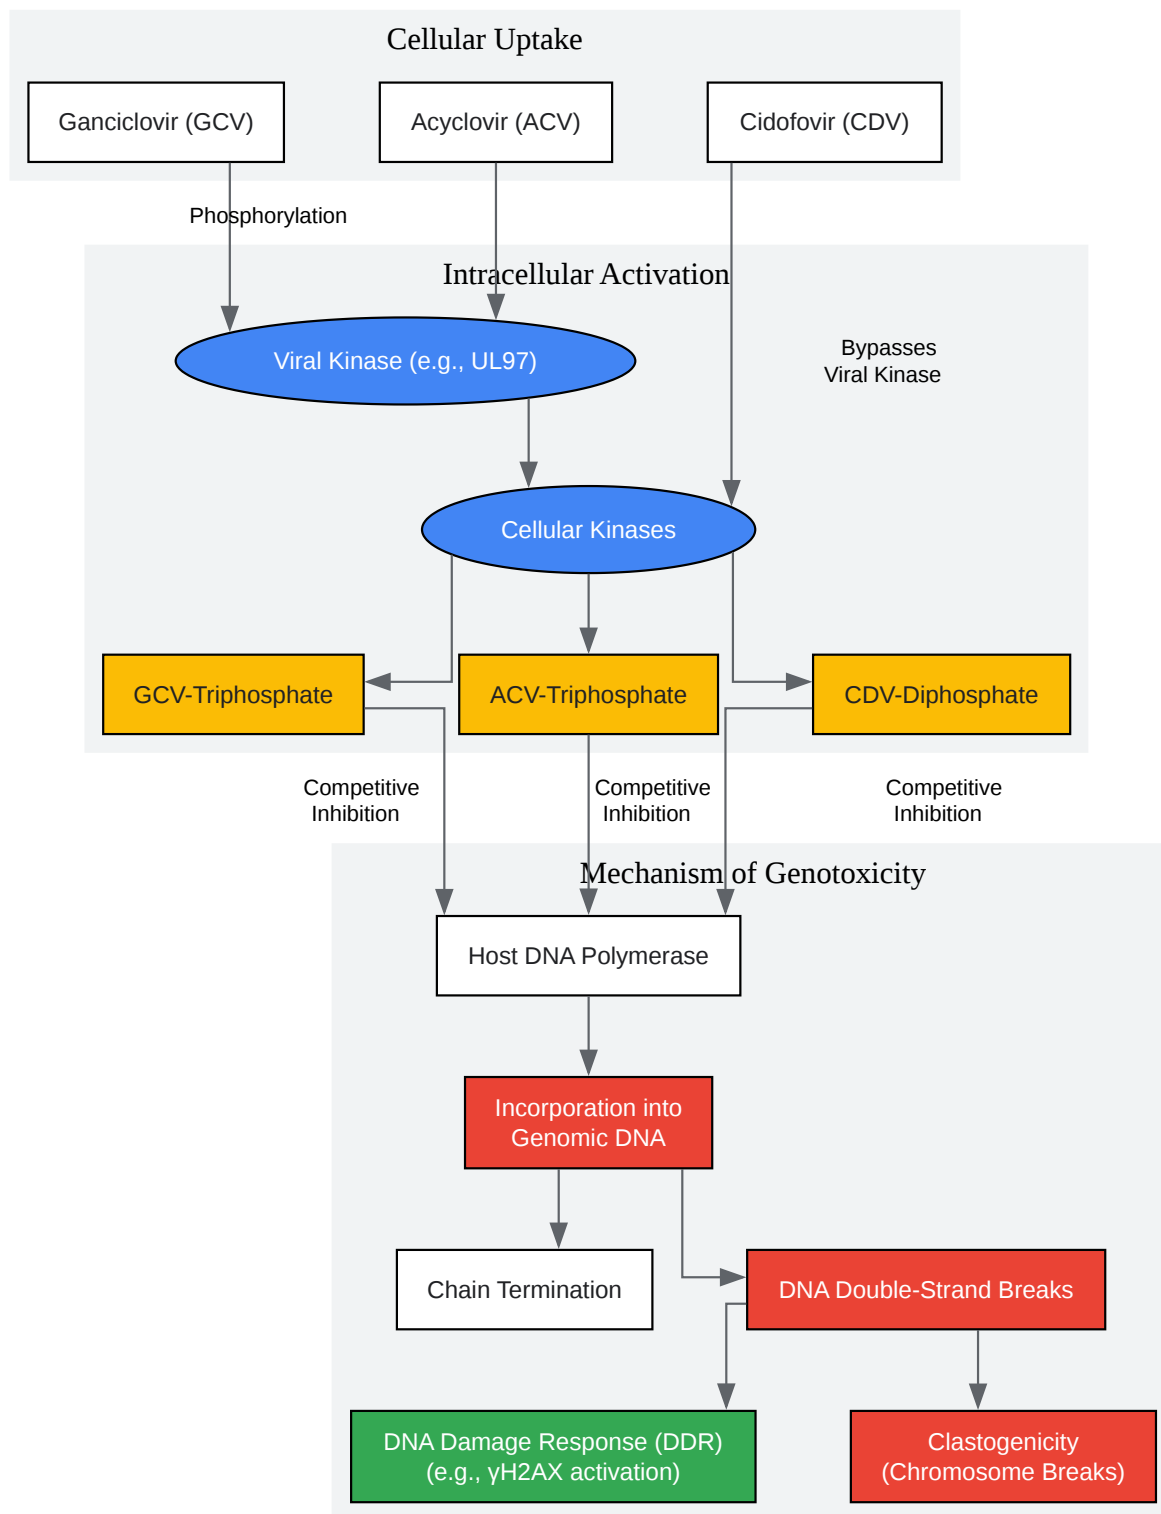 Cellular Uptake
Ganciclovir (GCV)
Acyclovir (ACV)
Cidofovir (CDV)
Phosphorylation
Intracellular Activation
Viral Kinase (e.g., UL97)
Bypasses
Viral Kinase
Cellular Kinases
GCV-Triphosphate
ACV-Triphosphate
CDV-Diphosphate
Competitive
Inhibition
Competitive
Inhibition
Competitive
Inhibition
Mechanism of Genotoxicity
Host DNA Polymerase
Incorporation into
Genomic DNA
Chain Termination
DNA Double-Strand Breaks
DNA Damage Response (DDR)
(e.g., γH2AX activation)
Clastogenicity
(Chromosome Breaks)